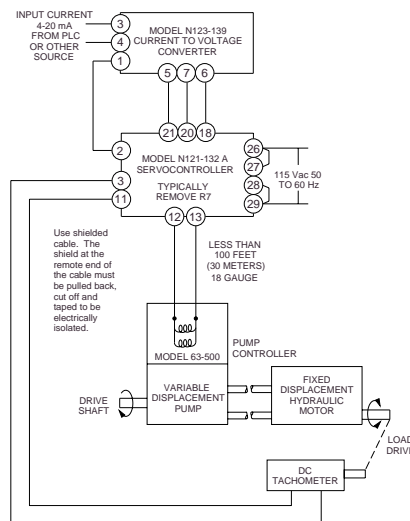 INPUT CURRENT
4-20 mA
FROM PLC
OR OTHER
SOURCE
3
4
1
MODEL N123-139
CURRENT TO VOLTAGE
CONVERTER
5 7 6
21 20 18
2
3
11
MODEL N121-132 A
SERVOCONTROLLER
TYPICALLY
REMOVE R7
26
27
28
29
115 Vac 50
TO 60 Hz
12 13
Use shielded
cable. The
shield at the
remote end of
the cable must
be pulled back,
cut off and
taped to be
electrically
isolated.
LESS THAN
100 FEET
(30 METERS)
18 GAUGE
MODEL 63-500
PUMP
CONTROLLER
DRIVE
SHAFT
VARIABLE
DISPLACEMENT
PUMP
FIXED
DISPLACEMENT
HYDRAULIC
MOTOR
LOAD
DRIVE
DC
TACHOMETER